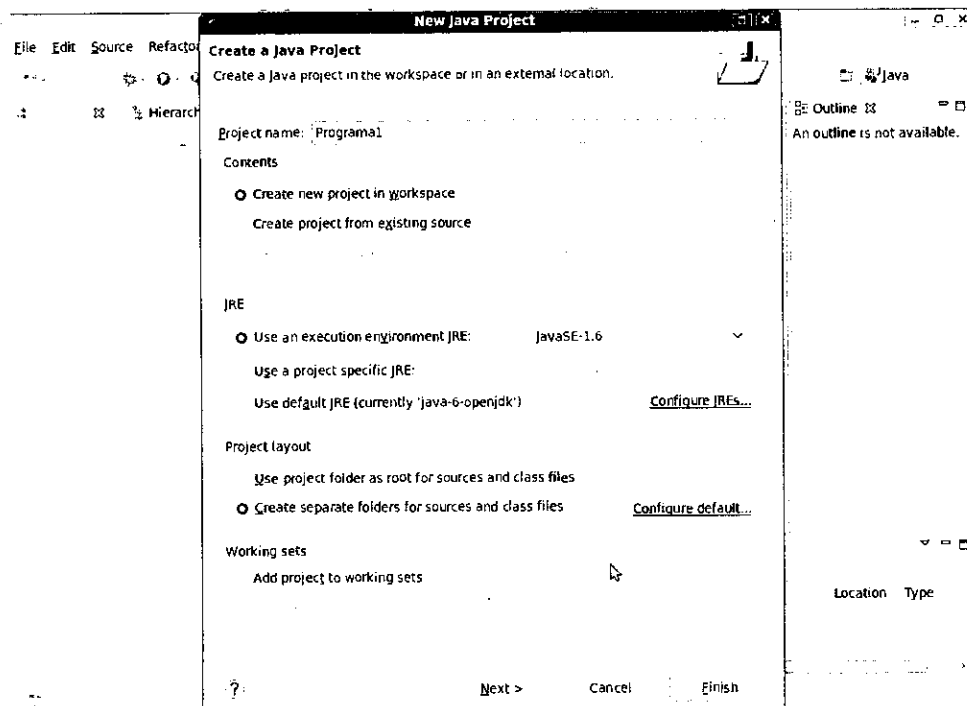 New Java Project
File Edit Source Refactor
Create a Java Project
Create a Java project in the workspace or in an external location.
Java
Hierarch
Outline
An outline is not available.
Project name: Programa1
Contents
Create new project in workspace
Create project from existing source
JRE
Use an execution environment JRE: JavaSE-1.6
Use a project specific JRE:
Use default JRE (currently 'java-6-openjdk') Configure JREs...
Project layout
Use project folder as root for sources and class files
Create separate folders for sources and class files Configure default...
Working sets
Add project to working sets
Location Type
? Next > Cancel Finish